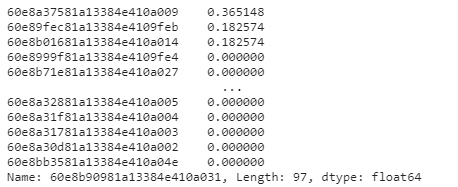 60e8a37581a13384e410a009 0.365148
60e89fec81a13384e4109feb 0.182574
60e8b01681a13384e410a014 0.182574
60e8999f81a13384e4109fe4 0.000000
60e8b71e81a13384e410a027 0.000000
...
60e8a32881a13384e410a005 0.000000
60e8a31f81a13384e410a004 0.000000
60e8a31781a13384e410a003 0.000000
60e8a30d81a13384e410a002 0.000000
60e8bb3581a13384e410a04e 0.000000
Name: 60e8b90981a13384e410a031, Length: 97, dtype: float64